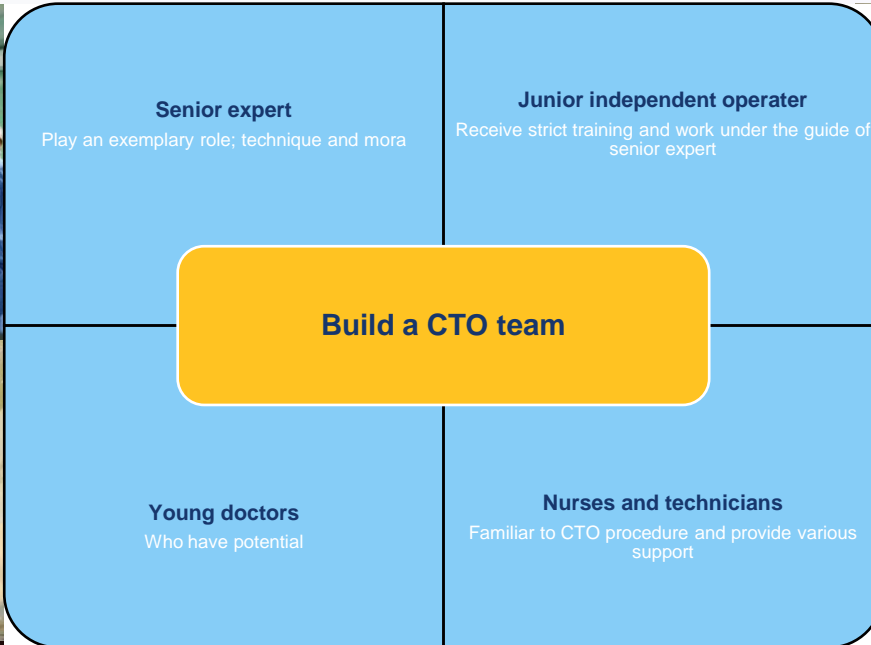 Senior expert
Play an exemplary role; technique and mora
Junior independent operater
Receive strict training and work under the guide of
senior expert
Build a CTO team
Young doctors
Who have potential
Nurses and technicians
Familiar to CTO procedure and provide various
support